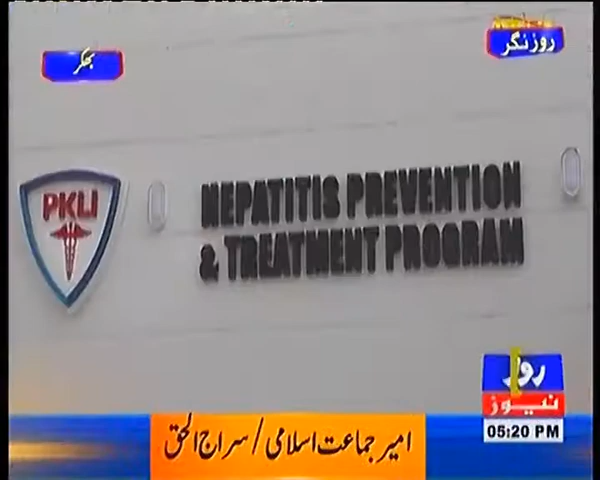 بھکر
روزنگر
PKLI
HEPATITIS PREVENTION
& TREATMENT PROGRAM
روز
نیوز
05:20 PM
امیر جماعت اسلامی/سراج الحق